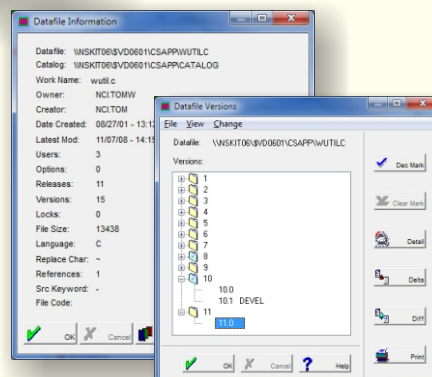 Datafile Information
Datafile: \\NSKIT06\$VD0601\CSAPP\WUTILC
Catalog: \\NSKIT06\$VD0601\CSAPP\CATALOG
Work Name: wutil.c
Owner: NCI.TOMW
Creator: NCI.TOM
Date Created: 08/27/01 - 13:12
Latest Mod: 11/07/08 - 14:15
Users: 3
Options: 0
Releases: 11
Versions: 15
Locks: 0
File Size: 13438
Language: C
Replace Char: ~
References: 1
Src Keyword: -
File Code:
OK
Cancel
Datafile Versions
File View Change
Datafile: \\NSKIT06\$VD0601\CSAPP\WUTILC
Versions:
1
2
3
4
5
6
7
8
9
10
10.0
10.1 DEVEL
11
11.0
Dec Mark
Clear Mark
Detail
Delta
Diff
Print
OK
Cancel
Help